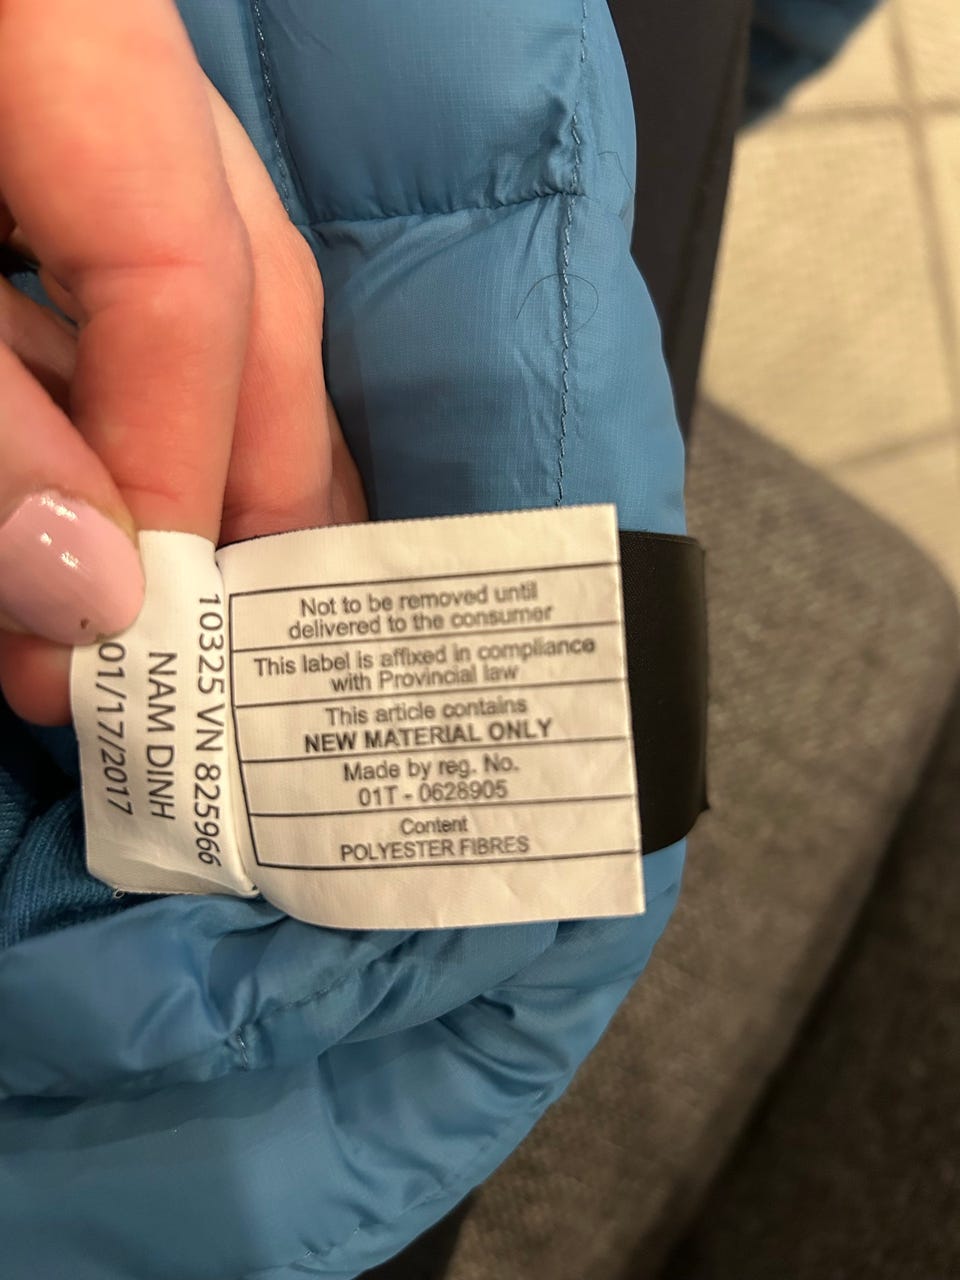 10325 VN 825966
NAM DINH
01/17/2017
Not to be removed until
delivered to the consumer
This label is affixed in compliance
with Provincial law
This article contains
NEW MATERIAL ONLY
Made by reg. No.
01T - 0628905
Content
POLYESTER FIBRES